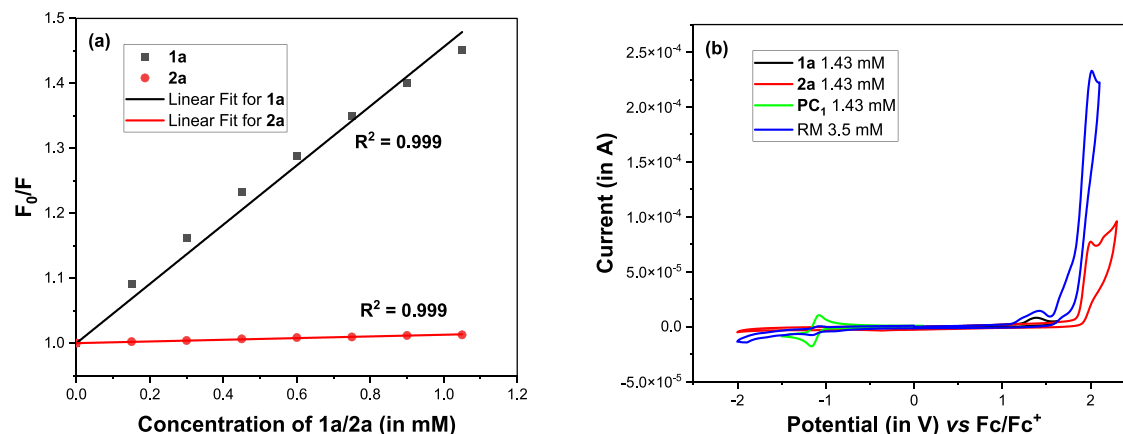 (a)
1a
2a
Linear Fit for 1a
Linear Fit for 2a
R² = 0.999
R² = 0.999
F₀/F
1.5
1.4
1.3
1.2
1.1
1.0
0.0 0.2 0.4 0.6 0.8 1.0 1.2
Concentration of 1a/2a (in mM)
(b)
1a 1.43 mM
2a 1.43 mM
PC₁ 1.43 mM
RM 3.5 mM
Current (in A)
2.5×10⁻⁴
2.0×10⁻⁴
1.5×10⁻⁴
1.0×10⁻⁴
5.0×10⁻⁵
0.0
−5.0×10⁻⁵
-2 -1 0 1 2
Potential (in V) vs Fc/Fc⁺